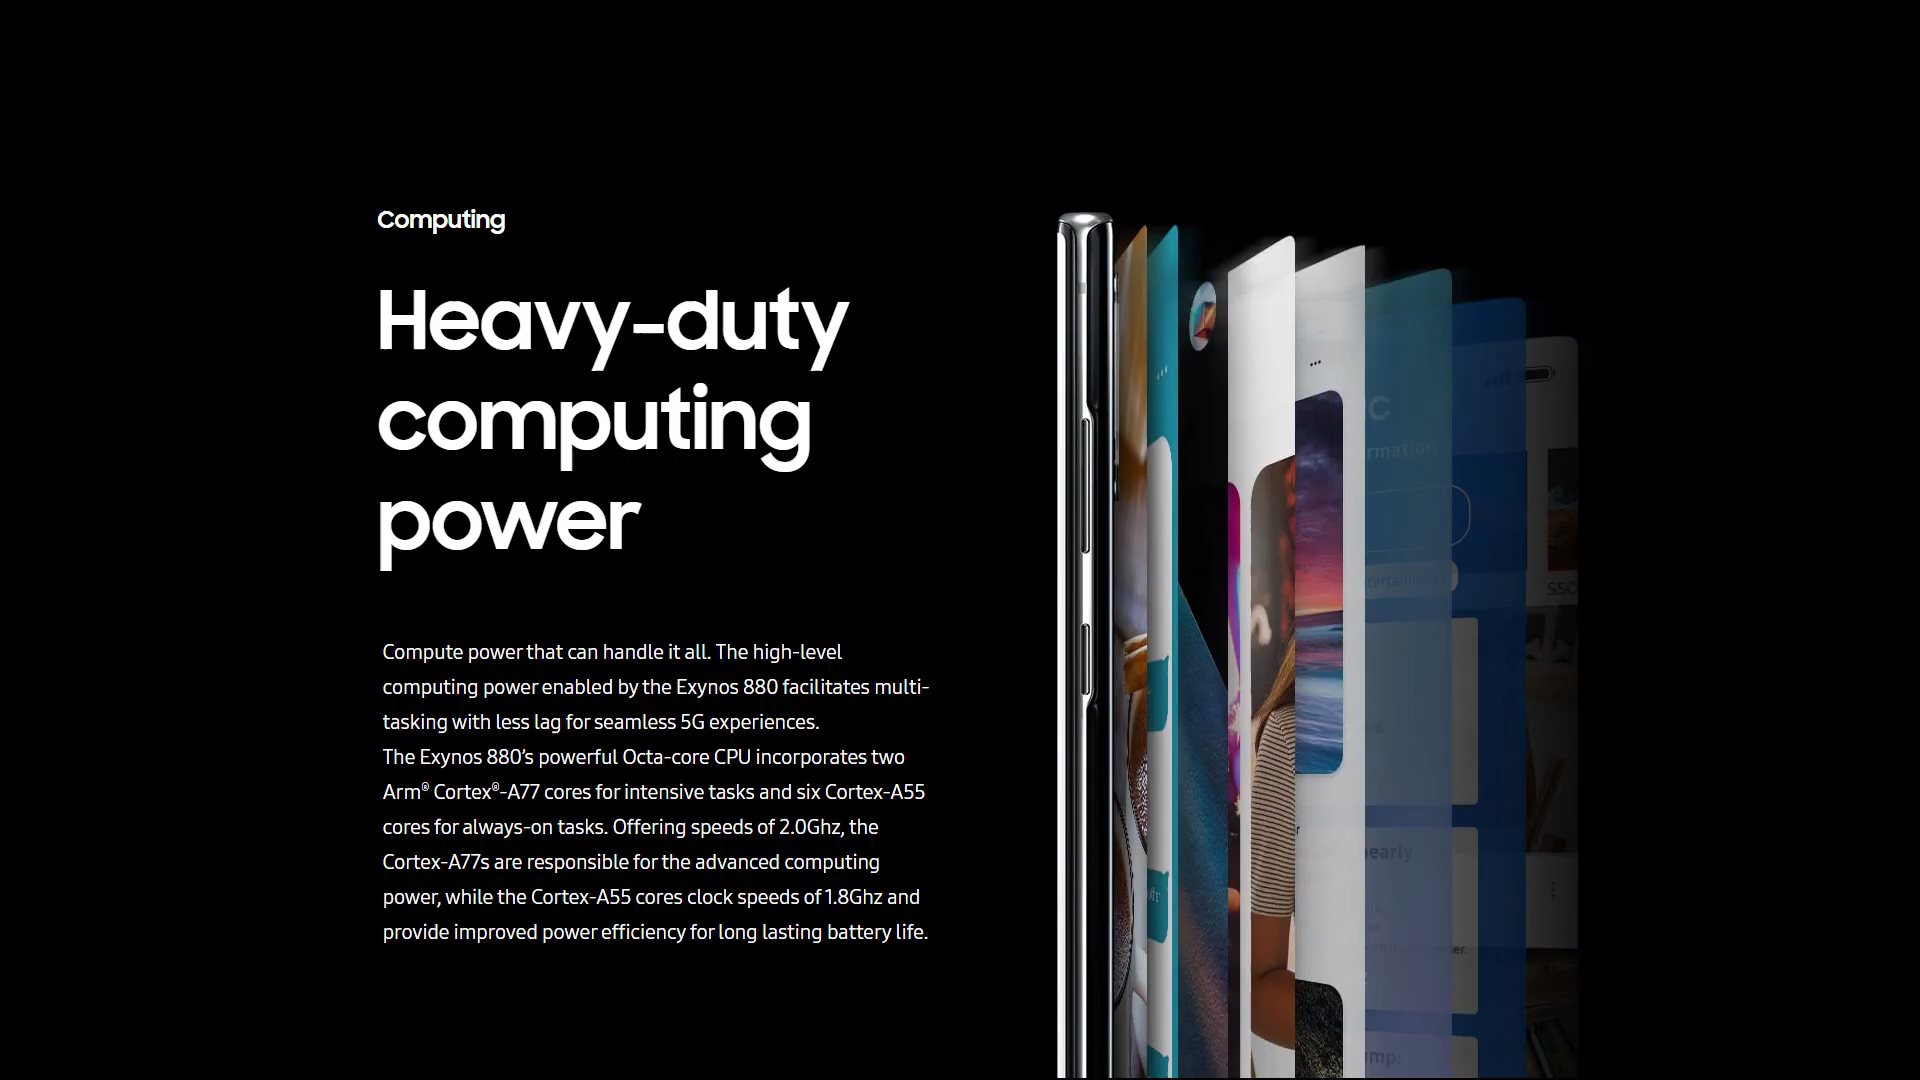 Computing
Heavy-duty
computing
power
Compute power that can handle it all. The high-level
computing power enabled by the Exynos 880 facilitates multi-
tasking with less lag for seamless 5G experiences.
The Exynos 880’s powerful Octa-core CPU incorporates two
Arm® Cortex®-A77 cores for intensive tasks and six Cortex-A55
cores for always-on tasks. Offering speeds of 2.0Ghz, the
Cortex-A77s are responsible for the advanced computing
power, while the Cortex-A55 cores clock speeds of 1.8Ghz and
provide improved power efficiency for long lasting battery life.